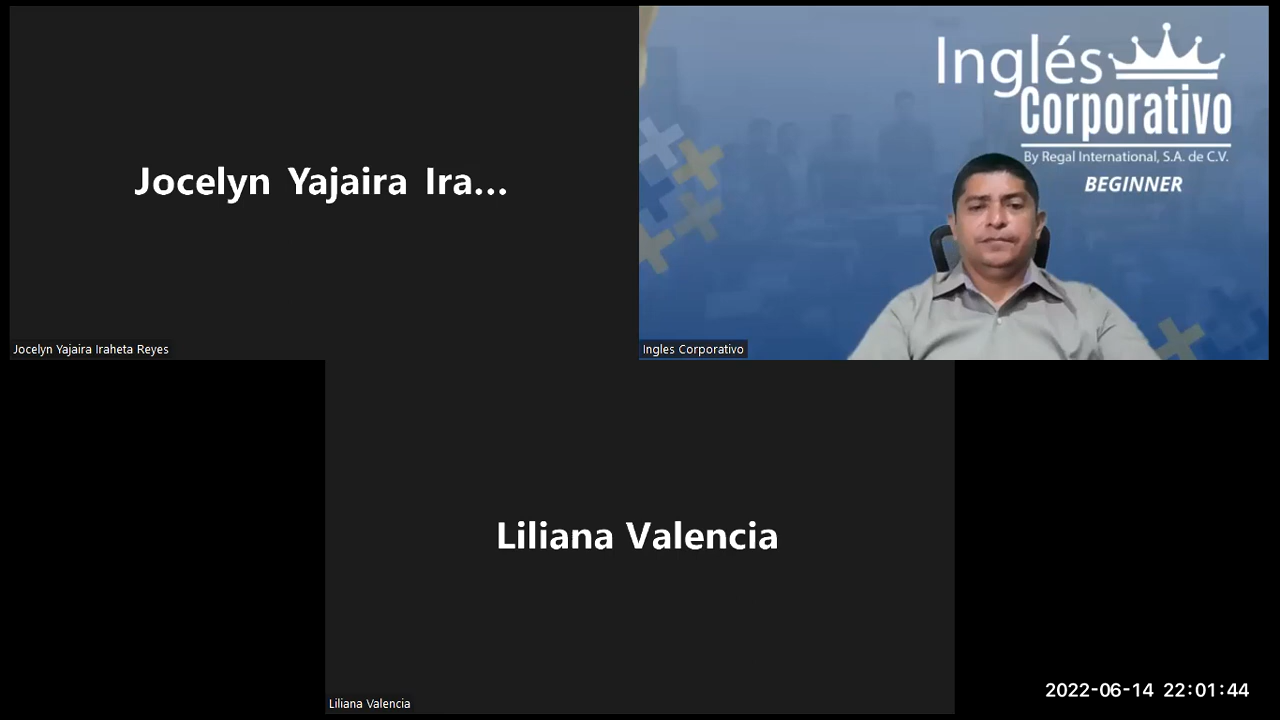 Jocelyn Yajaira Ira...
Jocelyn Yajaira Iraheta Reyes
Inglés
Corporativo
By Regal International, S.A. de C.V.
BEGINNER
Ingles Corporativo
Liliana Valencia
Liliana Valencia
2022-06-14 22:01:44